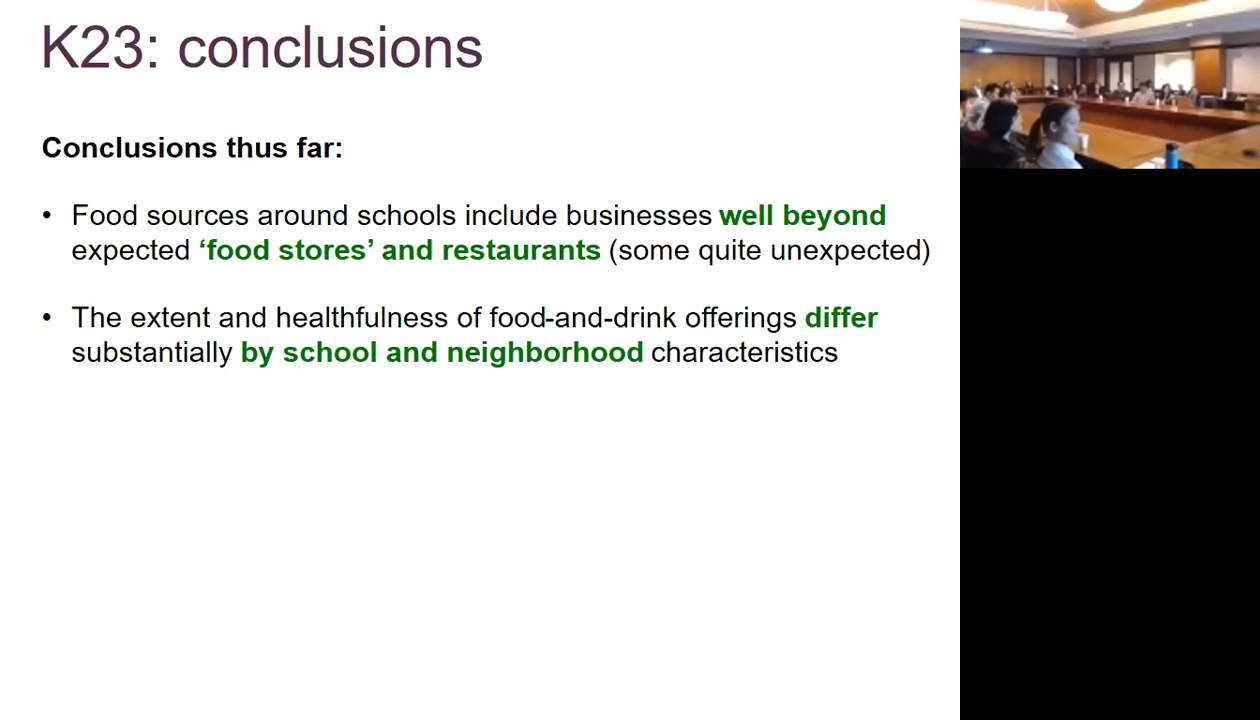 K23: conclusions
Conclusions thus far:
• Food sources around schools include businesses well beyond
expected ‘food stores’ and restaurants (some quite unexpected)
• The extent and healthfulness of food-and-drink offerings differ
substantially by school and neighborhood characteristics